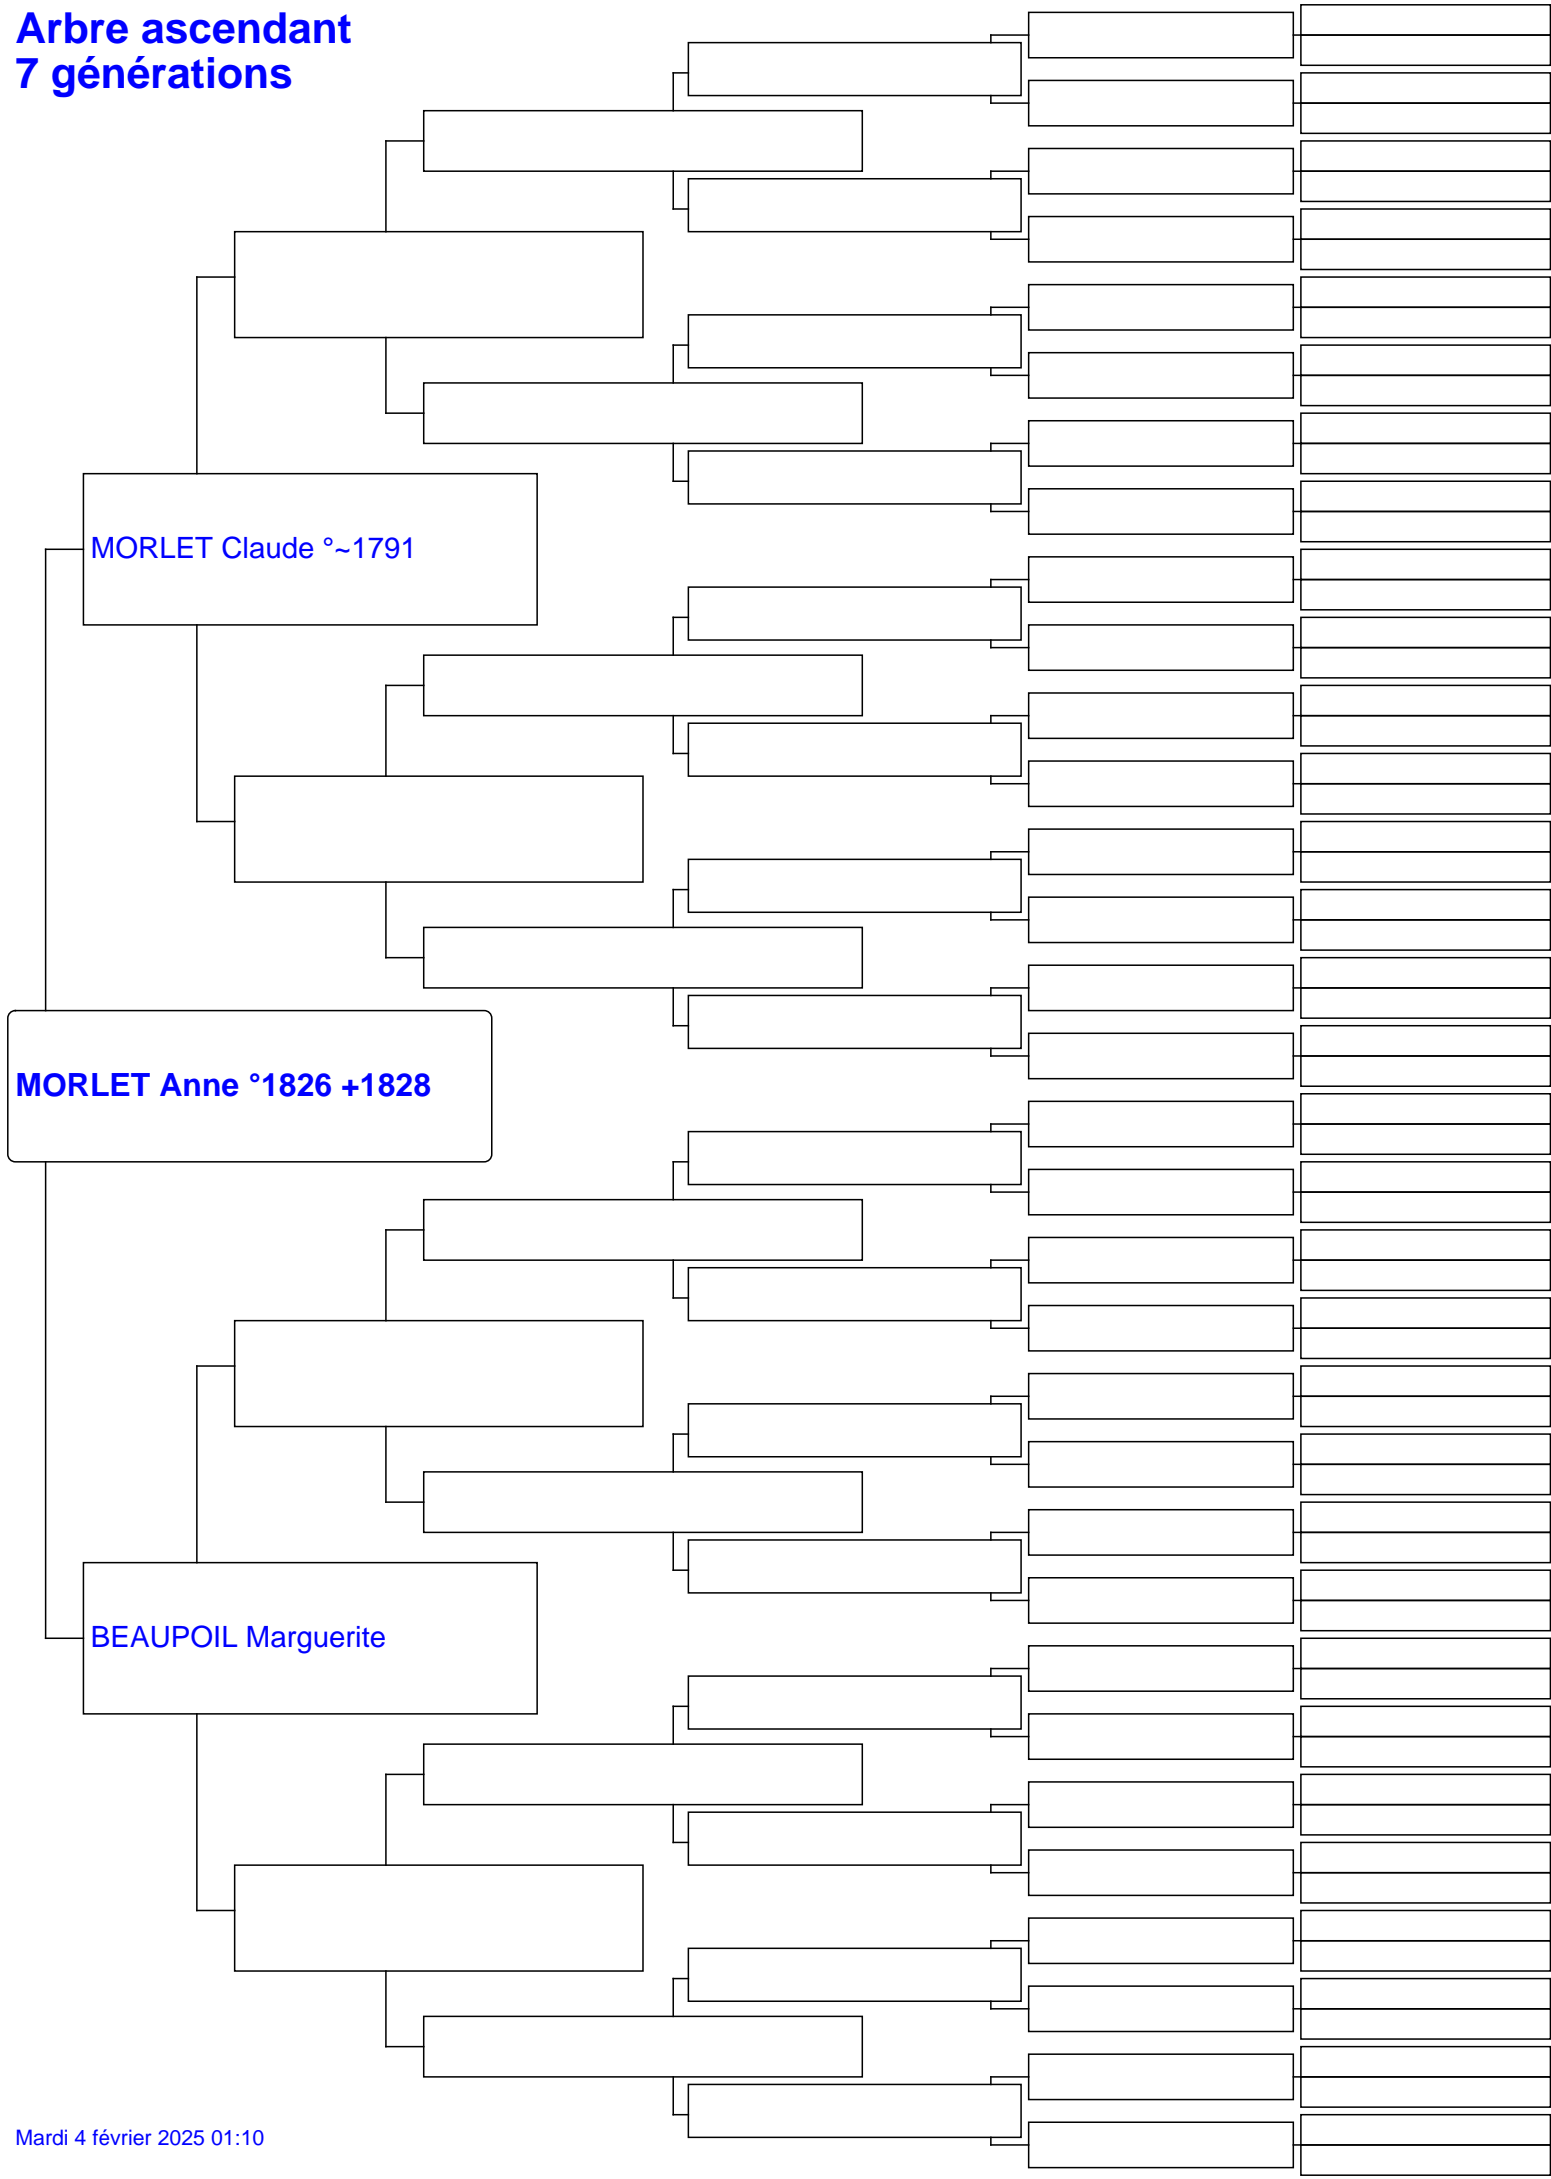 Arbre ascendant
7 générations
MORLET Claude °~1791
MORLET Anne °1826 +1828
BEAUPOIL Marguerite
Mardi 4 février 2025 01:10